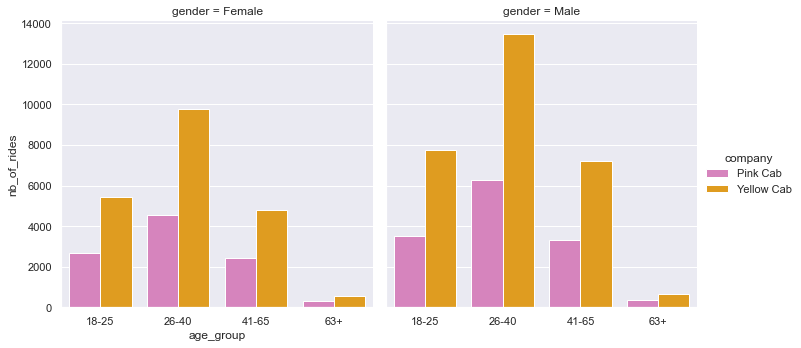 gender = Female
gender = Male
nb_of_rides
14000
12000
10000
8000
6000
4000
2000
0
18-25 26-40 41-65 63+
18-25 26-40 41-65 63+
age_group
company
Pink Cab
Yellow Cab